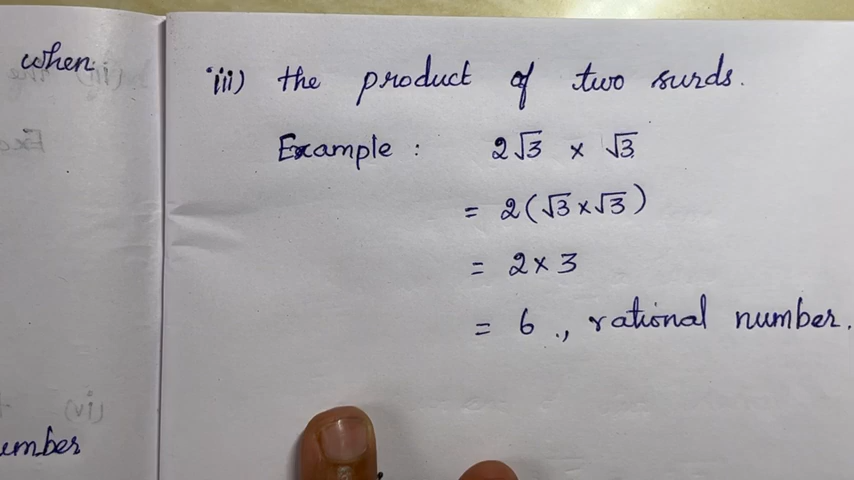 when
iii) the product of two surds.
Example : 2√3 × √3
= 2(√3×√3)
= 2×3
= 6 ., rational number.
umber